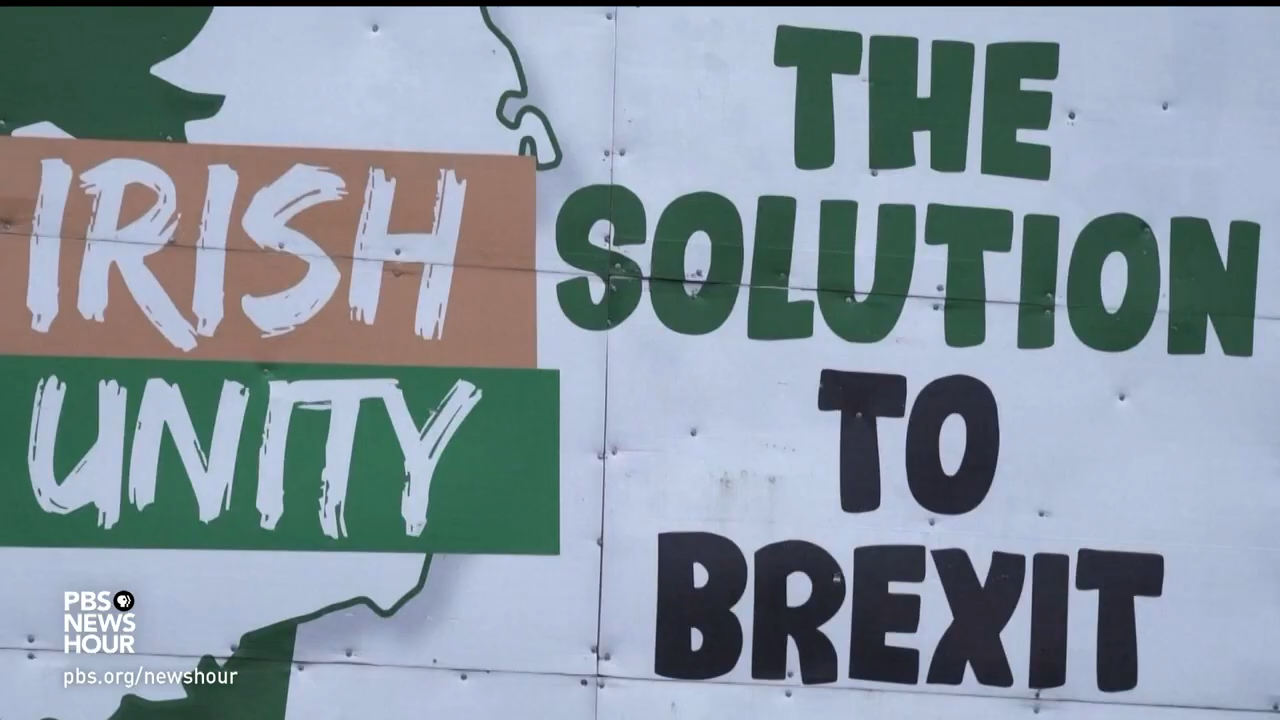 IRISH
UNITY
THE
SOLUTION
TO
BREXIT
PBS
NEWS
HOUR
pbs.org/newshour